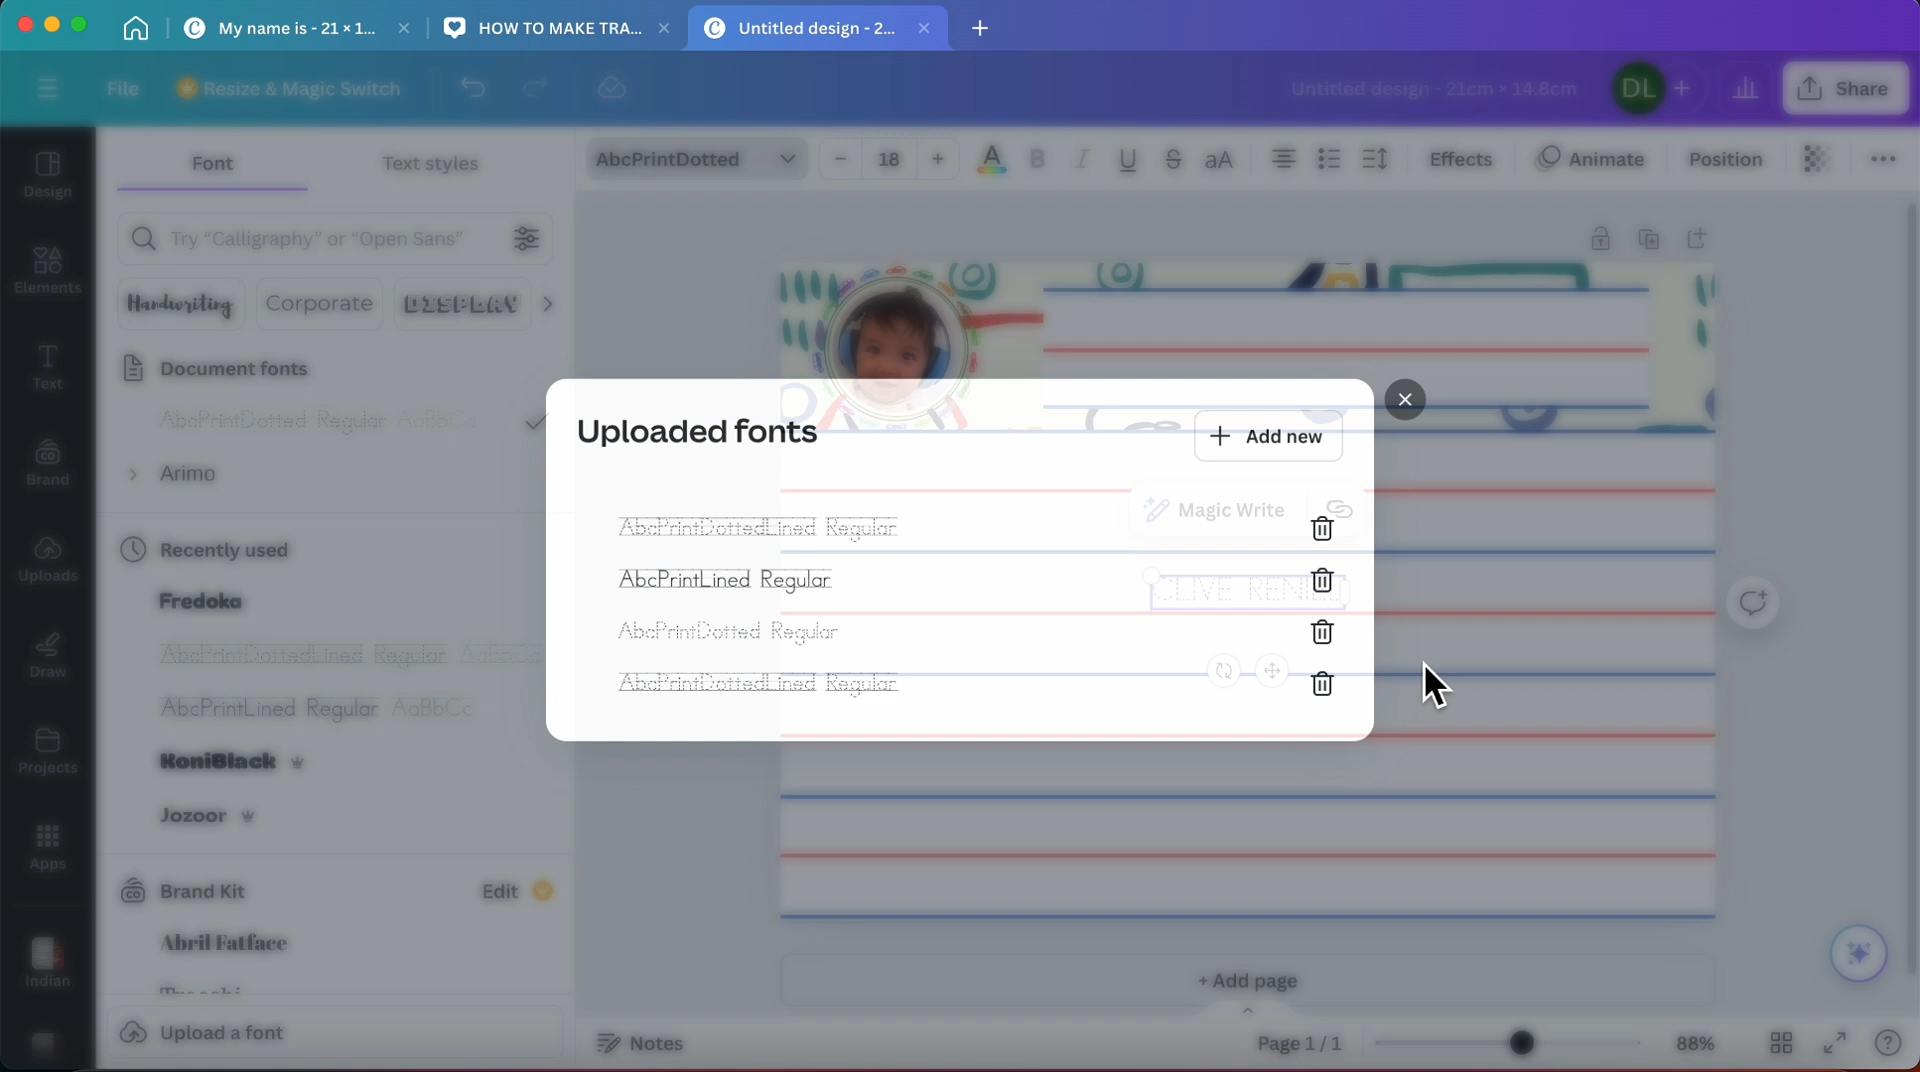 My name is - 21 × 1...
HOW TO MAKE TRA...
Untitled design - 2...
File
Resize & Magic Switch
Untitled design - 21cm × 14.8cm
DL
Share
Design
Elements
Text
Brand
Uploads
Draw
Projects
Apps
Indian
Font
Text styles
Try “Calligraphy” or “Open Sans”
Handwriting
Corporate
DISPLAY
Document fonts
AbcPrintDotted Regular AaBbCc
Arimo
Recently used
Fredoka
AbcPrintDottedLined Regular AaBbCc
AbcPrintLined Regular AaBbCc
KoniBlack
Jozoor
Brand Kit
Edit
Abril Fatface
Upload a font
AbcPrintDotted
18
A
B
I
U
S
aA
Effects
Animate
Position
Uploaded fonts
Add new
AbcPrintDottedLined Regular
AbcPrintLined Regular
AbcPrintDotted Regular
AbcPrintDottedLined Regular
Magic Write
CLIVE
+ Add page
Notes
Page 1 / 1
88%